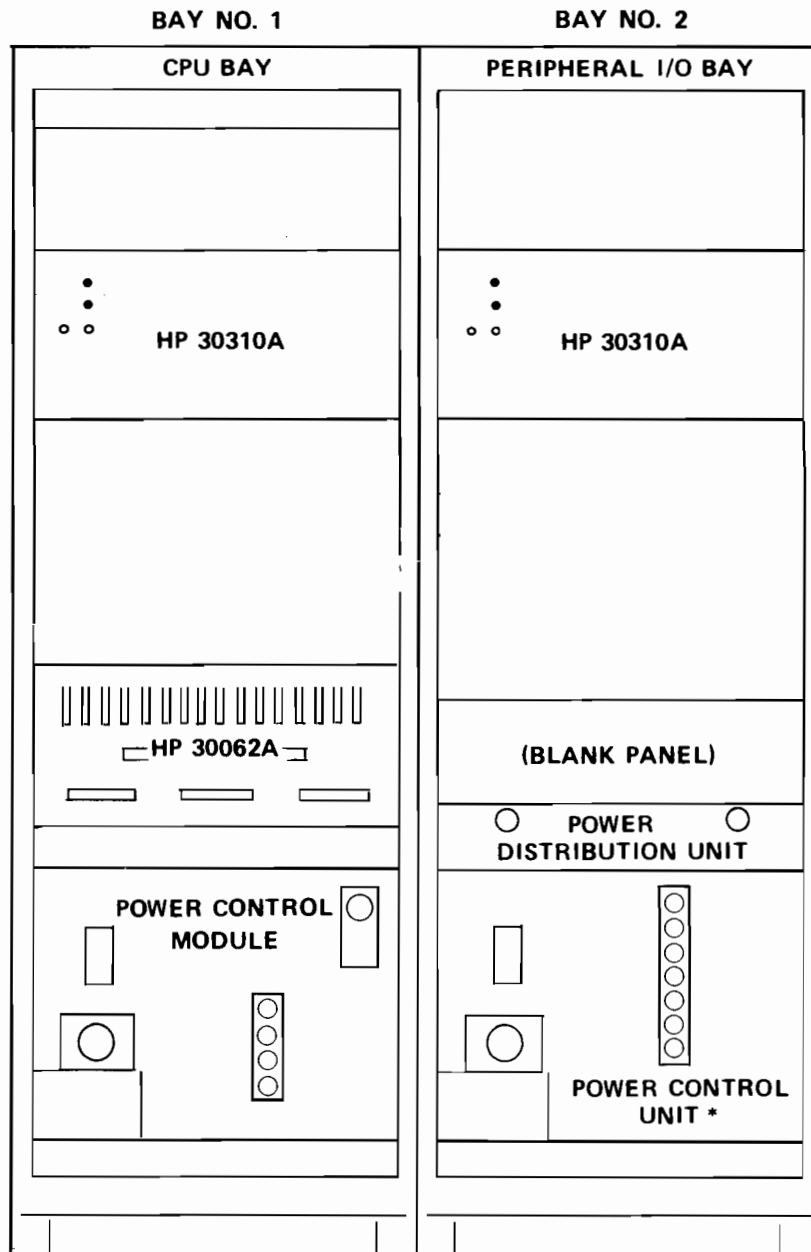 BAY NO. 1
BAY NO. 2
CPU BAY
PERIPHERAL I/O BAY
HP 30310A
HP 30310A
HP 30062A
(BLANK PANEL)
POWER
DISTRIBUTION UNIT
POWER CONTROL
MODULE
POWER CONTROL
UNIT *